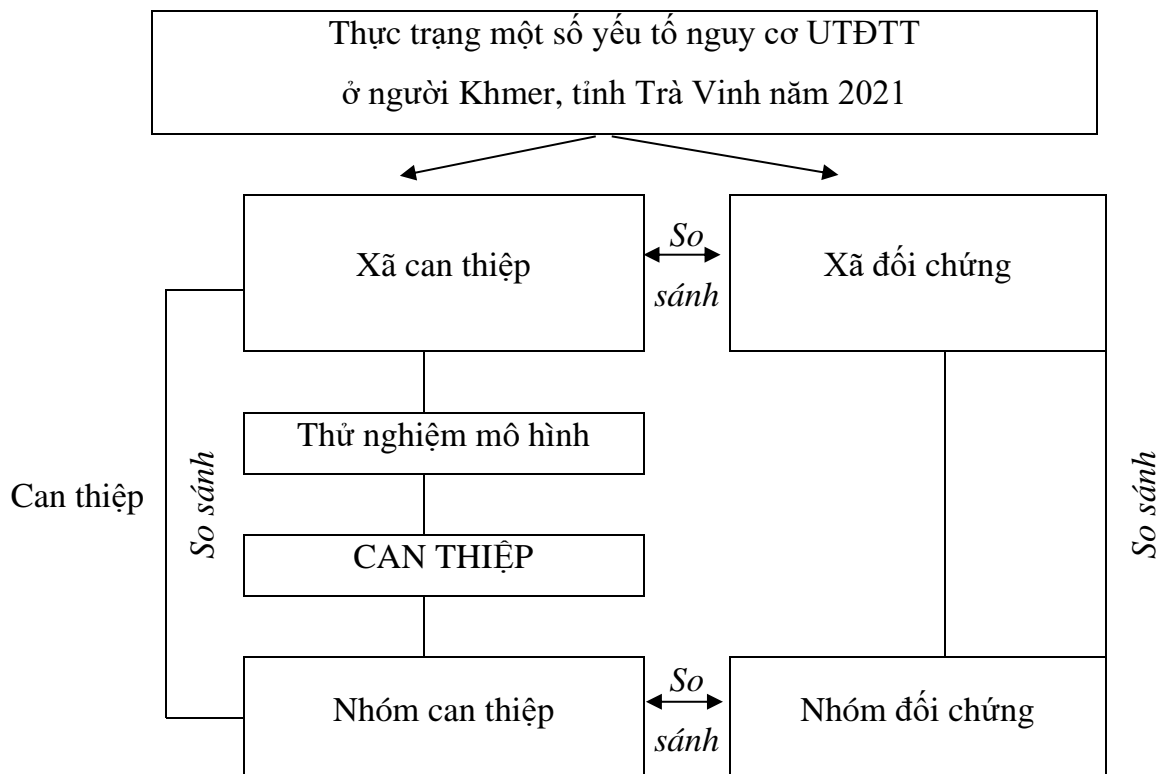 Thực trạng một số yếu tố nguy cơ UTĐTT
ở người Khmer, tỉnh Trà Vinh năm 2021
Xã can thiệp
So
sánh
Xã đối chứng
Thử nghiệm mô hình
Can thiệp
So sánh
CAN THIỆP
So sánh
Nhóm can thiệp
So
sánh
Nhóm đối chứng